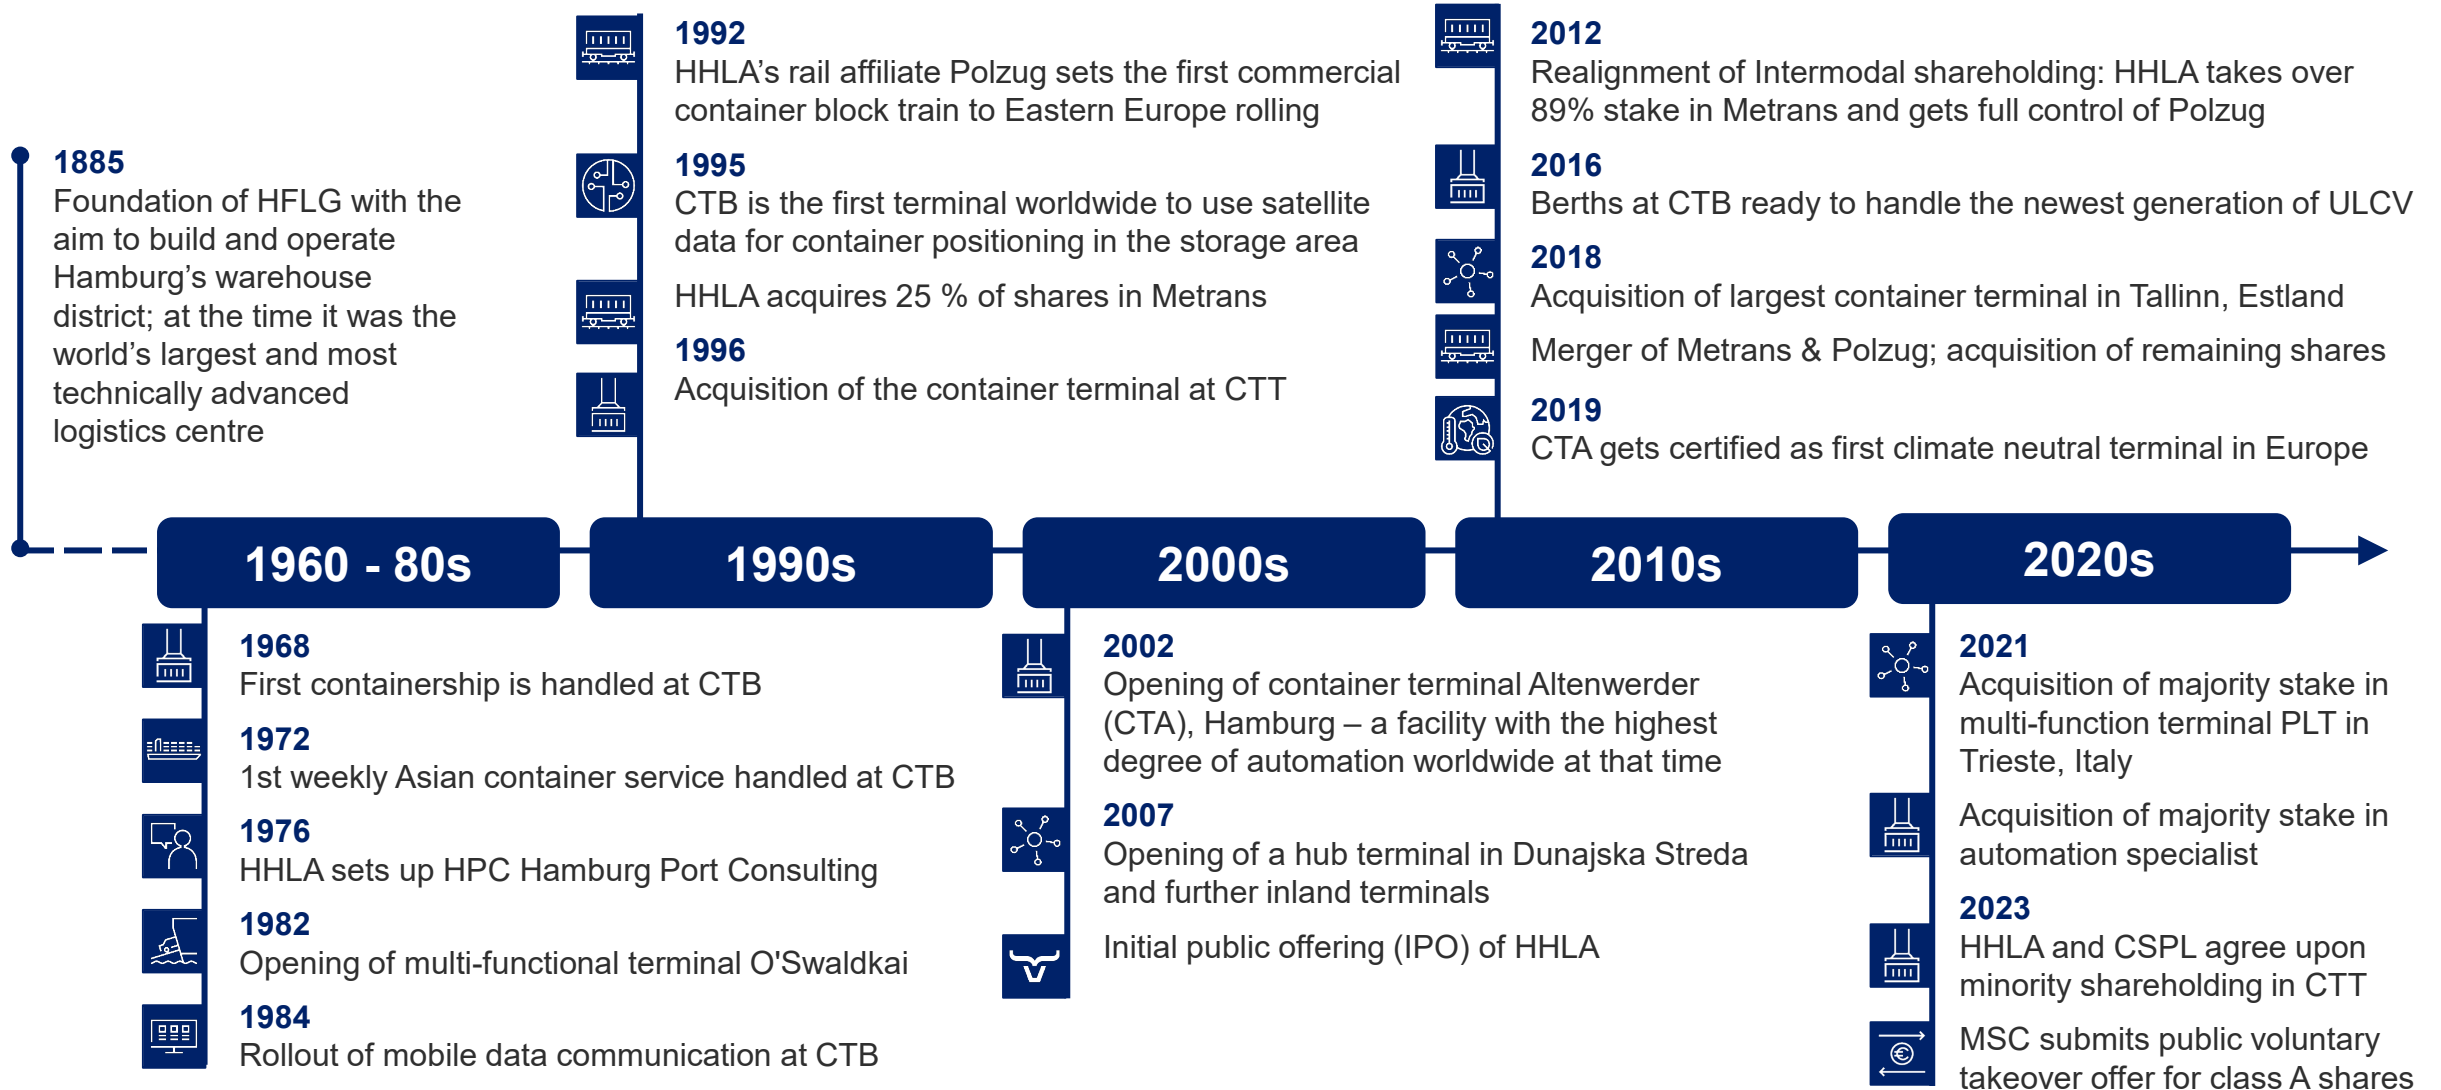 1885
Foundation of HFLG with the
aim to build and operate
Hamburg’s warehouse
district; at the time it was the
world’s largest and most
technically advanced
logistics centre
1992
HHLA’s rail affiliate Polzug sets the first commercial
container block train to Eastern Europe rolling
1995
CTB is the first terminal worldwide to use satellite
data for container positioning in the storage area
HHLA acquires 25 % of shares in Metrans
1996
Acquisition of the container terminal at CTT
2012
Realignment of Intermodal shareholding: HHLA takes over
89% stake in Metrans and gets full control of Polzug
2016
Berths at CTB ready to handle the newest generation of ULCV
2018
Acquisition of largest container terminal in Tallinn, Estland
Merger of Metrans & Polzug; acquisition of remaining shares
2019
CTA gets certified as first climate neutral terminal in Europe
1960 - 80s
1990s
2000s
2010s
2020s
1968
First containership is handled at CTB
1972
1st weekly Asian container service handled at CTB
1976
HHLA sets up HPC Hamburg Port Consulting
1982
Opening of multi-functional terminal O'Swaldkai
1984
Rollout of mobile data communication at CTB
2002
Opening of container terminal Altenwerder
(CTA), Hamburg – a facility with the highest
degree of automation worldwide at that time
2007
Opening of a hub terminal in Dunajska Streda
and further inland terminals
Initial public offering (IPO) of HHLA
2021
Acquisition of majority stake in
multi-function terminal PLT in
Trieste, Italy
Acquisition of majority stake in
automation specialist
2023
HHLA and CSPL agree upon
minority shareholding in CTT
MSC submits public voluntary
takeover offer for class A shares